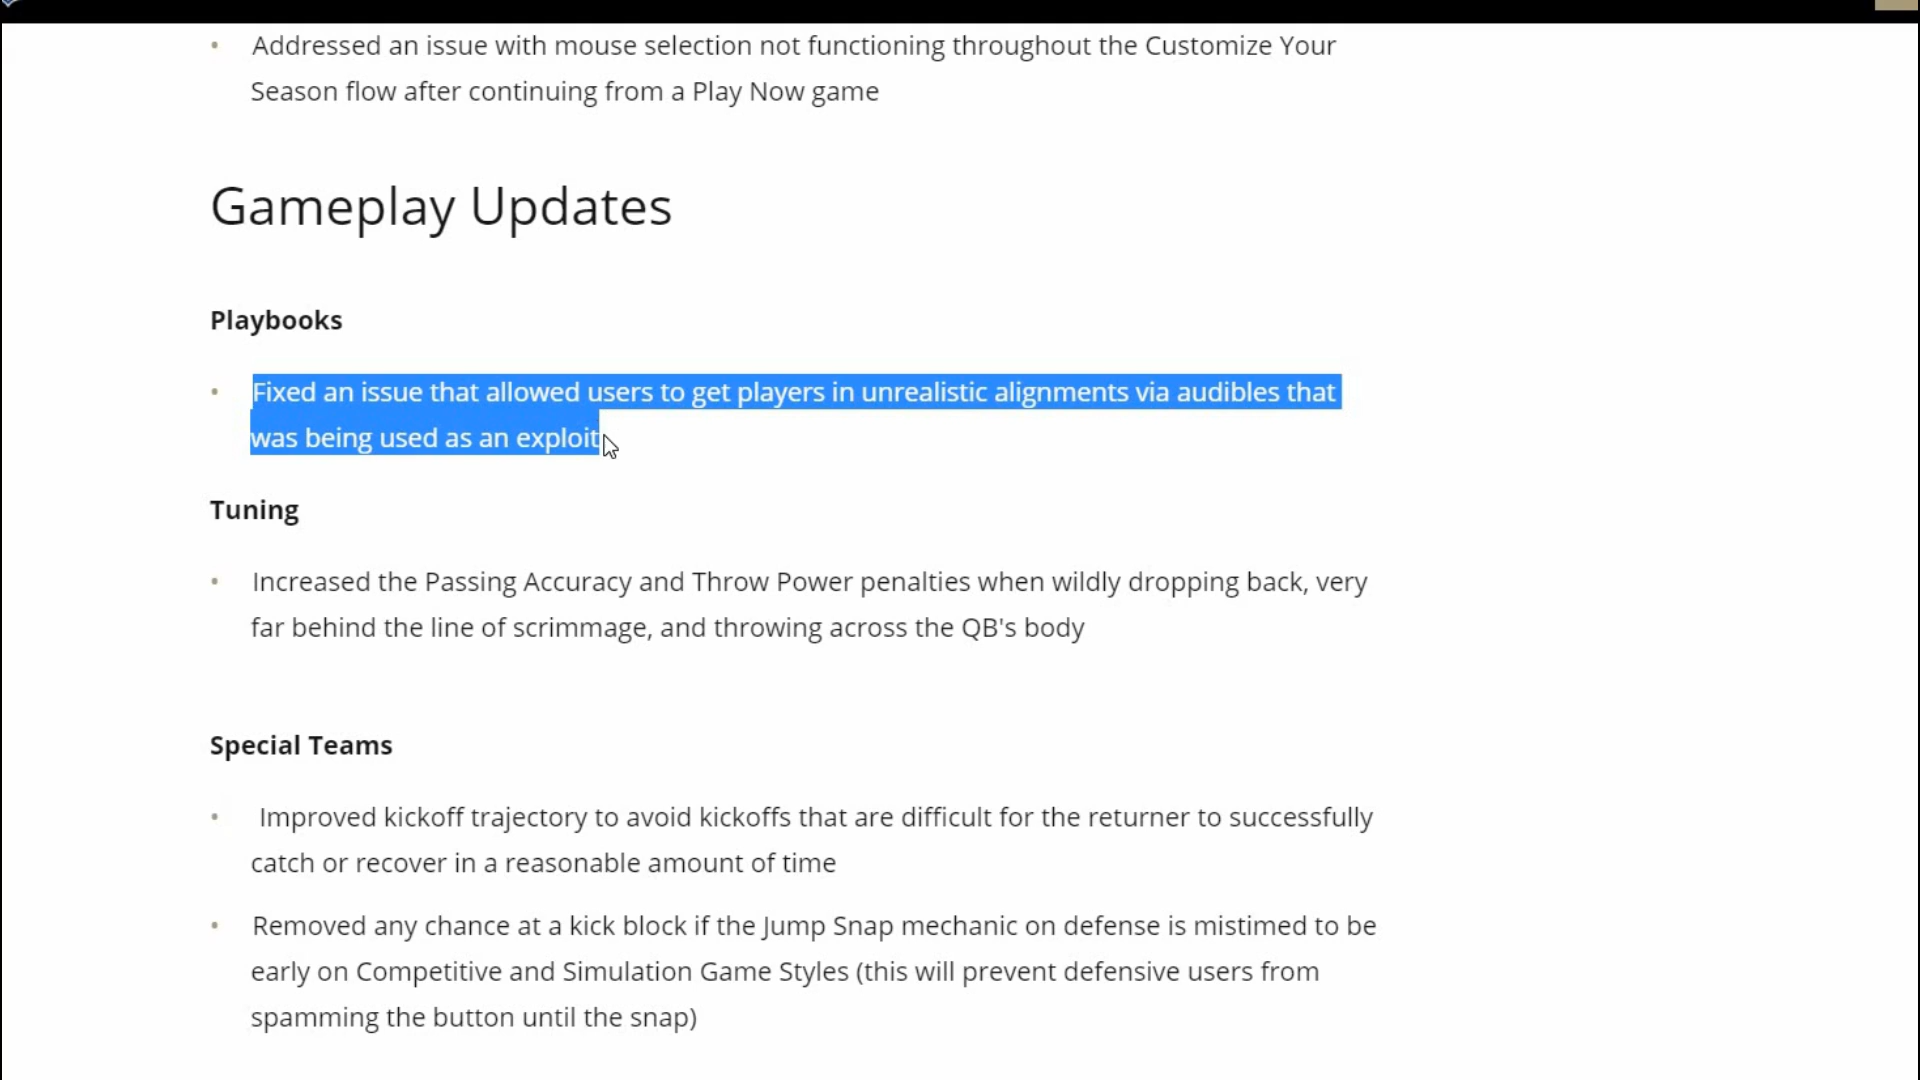 • Addressed an issue with mouse selection not functioning throughout the Customize Your
Season flow after continuing from a Play Now game
Gameplay Updates
Playbooks
• Fixed an issue that allowed users to get players in unrealistic alignments via audibles that
was being used as an exploit
Tuning
• Increased the Passing Accuracy and Throw Power penalties when wildly dropping back, very
far behind the line of scrimmage, and throwing across the QB's body
Special Teams
• Improved kickoff trajectory to avoid kickoffs that are difficult for the returner to successfully
catch or recover in a reasonable amount of time
• Removed any chance at a kick block if the Jump Snap mechanic on defense is mistimed to be
early on Competitive and Simulation Game Styles (this will prevent defensive users from
spamming the button until the snap)